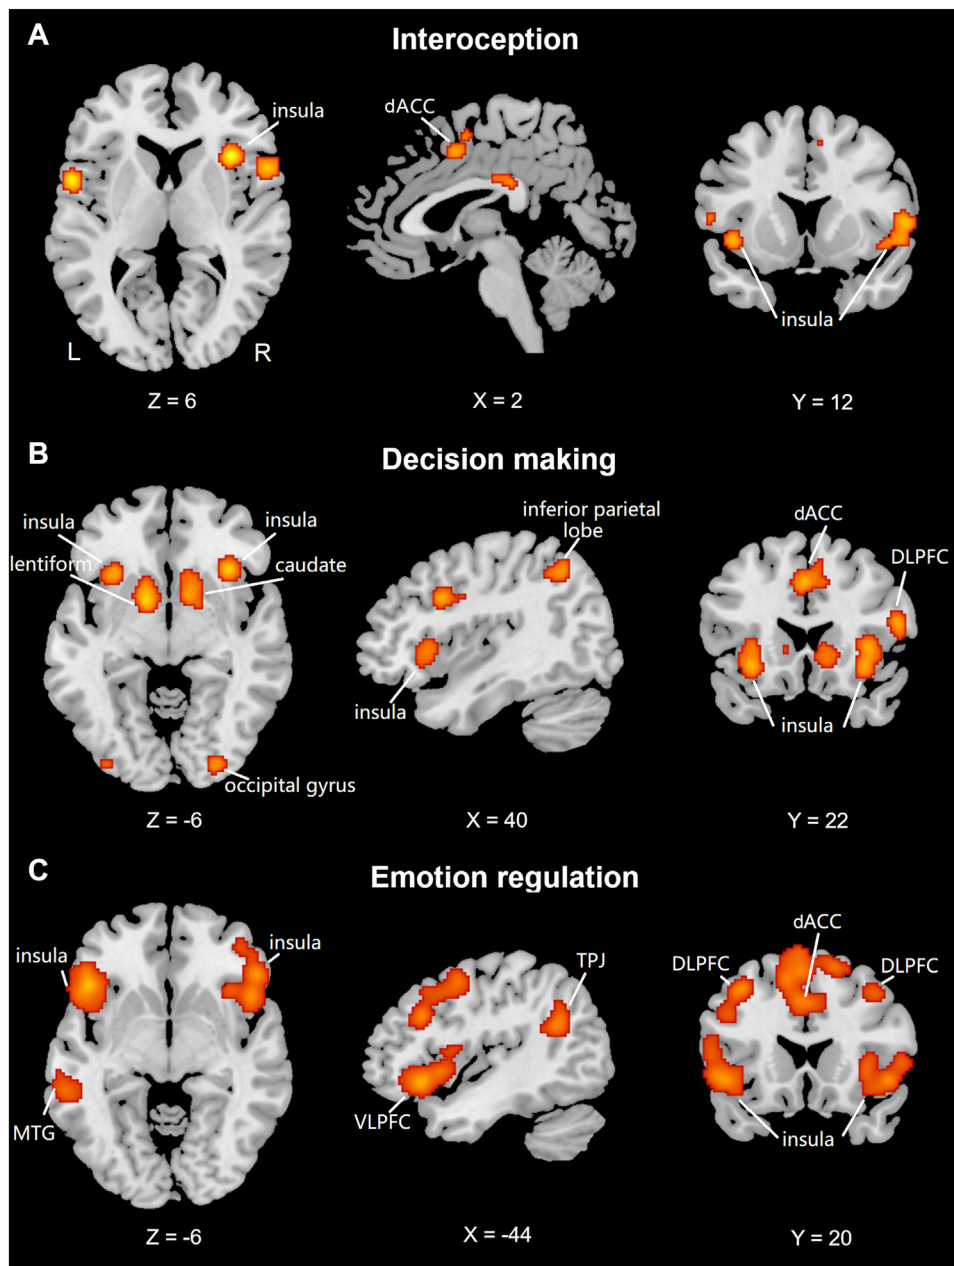 A
Interoception
insula
dACC
insula
L
R
Z = 6
X = 2
Y = 12
B
Decision making
insula
insula
lentiform
caudate
occipital gyrus
inferior parietal
lobe
insula
dACC
DLPFC
insula
Z = -6
X = 40
Y = 22
C
Emotion regulation
insula
insula
MTG
TPJ
VLPFC
dACC
DLPFC
DLPFC
insula
Z = -6
X = -44
Y = 20